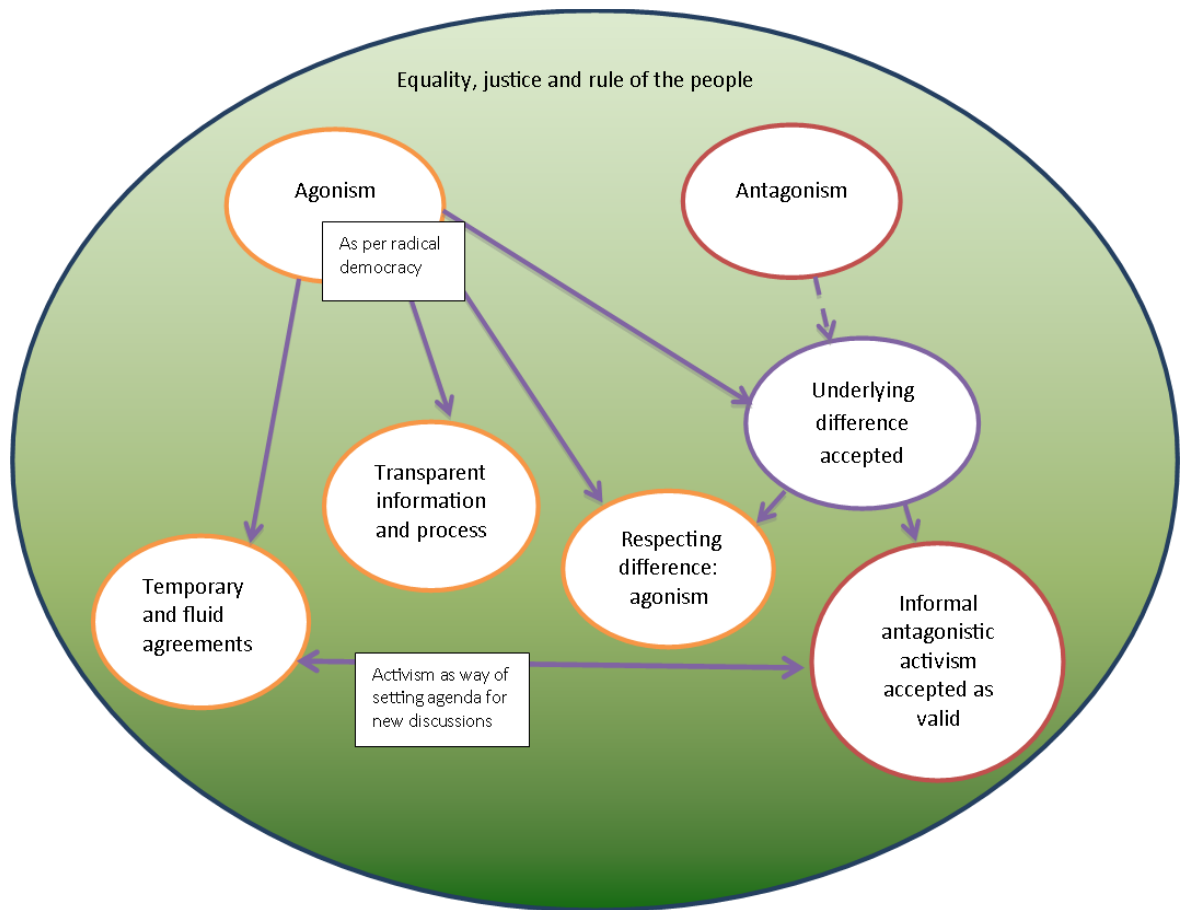 Equality, justice and rule of the people
Agonism
Antagonism
As per radical
democracy
Underlying
difference
accepted
Transparent
information
and process
Respecting
difference:
agonism
Temporary
and fluid
agreements
Informal
antagonistic
activism
accepted as
valid
Activism as way of
setting agenda for
new discussions